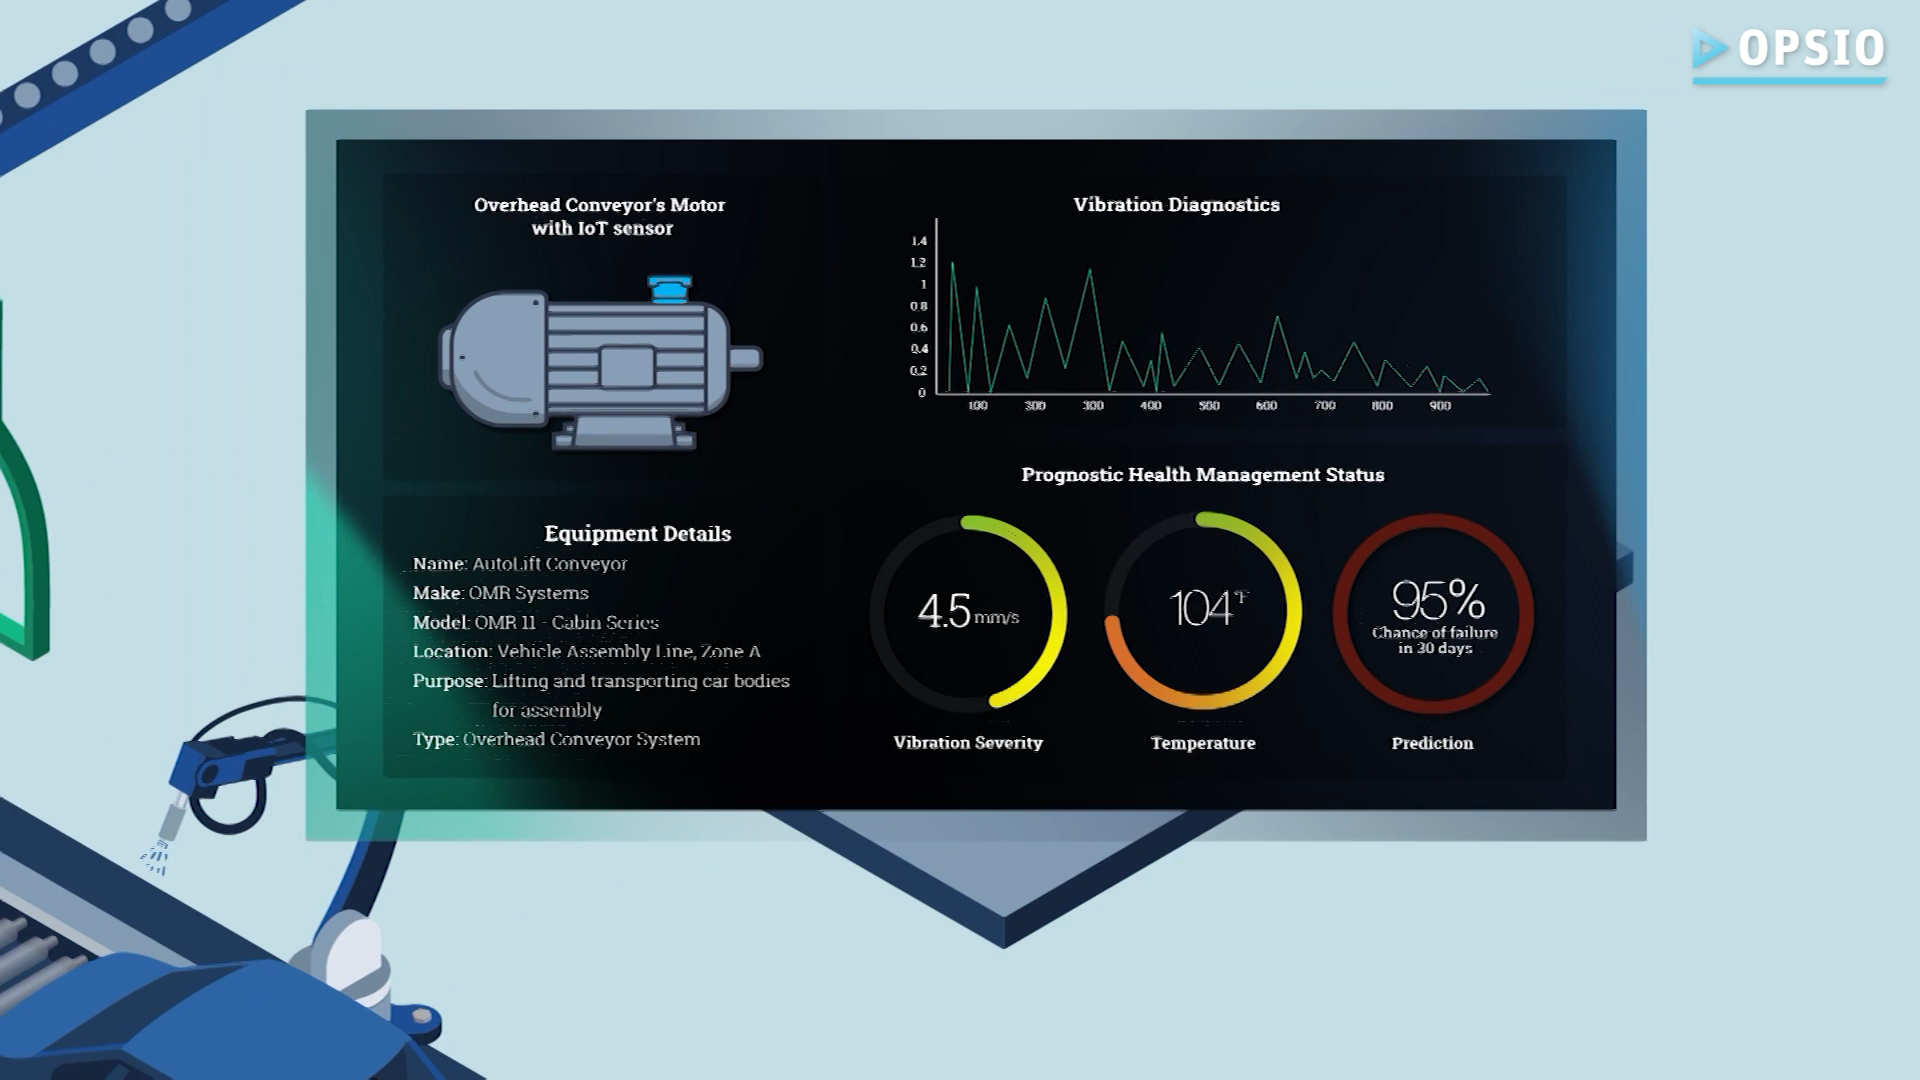 OPSIO
Overhead Conveyor's Motor
with IoT sensor
Vibration Diagnostics
1.4
1.2
1
0.8
0.6
0.4
0.2
0
100 200 300 400 500 600 700 800 900
Equipment Details
Name: AutoLift Conveyor
Make: OMR Systems
Model: OMR 11 - Cabin Series
Location: Vehicle Assembly Line, Zone A
Purpose: Lifting and transporting car bodies
for assembly
Type: Overhead Conveyor System
Prognostic Health Management Status
4.5 mm/s
104°F
95%
Chance of failure
in 30 days
Vibration Severity
Temperature
Prediction